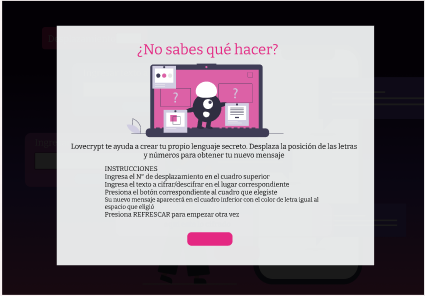 ¿No sabes qué hacer?
? ?
Lovecrypt te ayuda a crear tu propio lenguaje secreto. Desplaza la posición de las letras
y números para obtener tu nuevo mensaje
INSTRUCCIONES
Ingresa el N° de desplazamiento en el cuadro superior
Ingresa el texto a cifrar/descifrar en el lugar correspondiente
Presiona el botón correspondiente al cuadro que elegiste
Su nuevo mensaje aparecerá en el cuadro inferior con el color de letra igual al
espacio que eligió
Presiona REFRESCAR para empezar otra vez